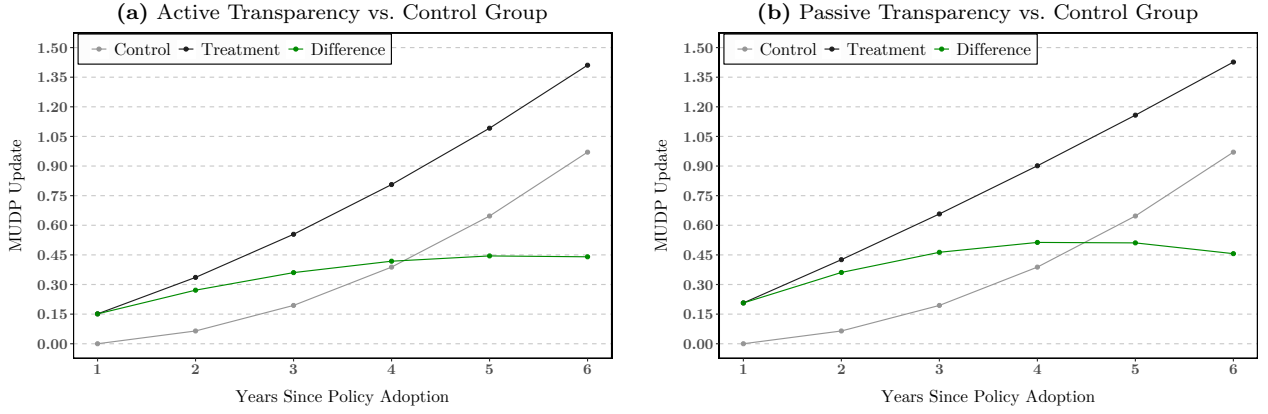 (a) Active Transparency vs. Control Group
Control Treatment Difference
1.50
1.35
1.20
1.05
0.90
0.75
0.60
0.45
0.30
0.15
0.00
MUDP Update
1 2 3 4 5 6
Years Since Policy Adoption
(b) Passive Transparency vs. Control Group
Control Treatment Difference
1.50
1.35
1.20
1.05
0.90
0.75
0.60
0.45
0.30
0.15
0.00
MUDP Update
1 2 3 4 5 6
Years Since Policy Adoption